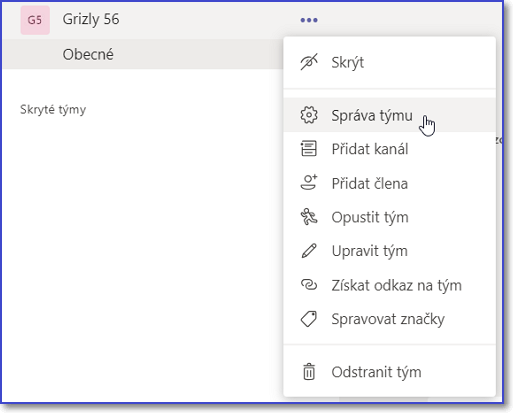 G5 Grizly 56
Obecné
Skryté týmy
Skrýt
Správa týmu
Přidat kanál
Přidat člena
Opustit tým
Upravit tým
Získat odkaz na tým
Spravovat značky
Odstranit tým